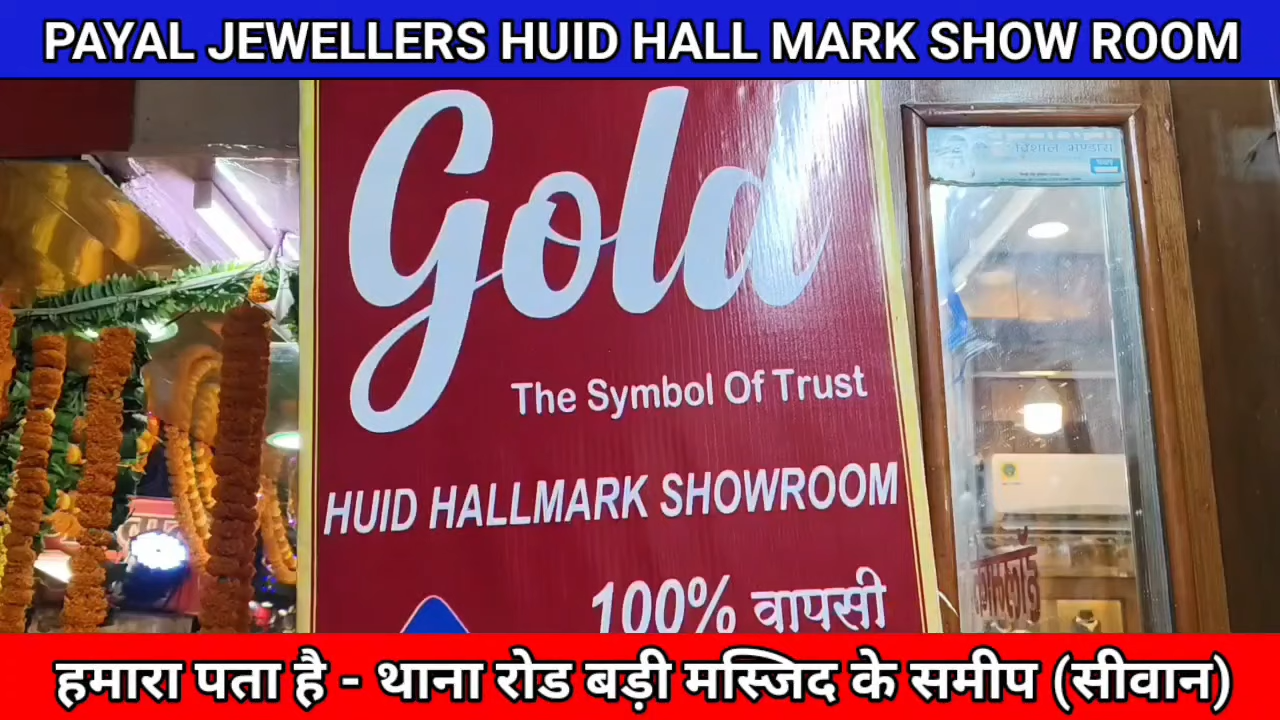 PAYAL JEWELLERS HUID HALL MARK SHOW ROOM
Gold
The Symbol Of Trust
HUID HALLMARK SHOWROOM
100% वापसी
विशाल भण्डारा
हमारा पता है - थाना रोड बड़ी मस्जिद के समीप (सीवान)